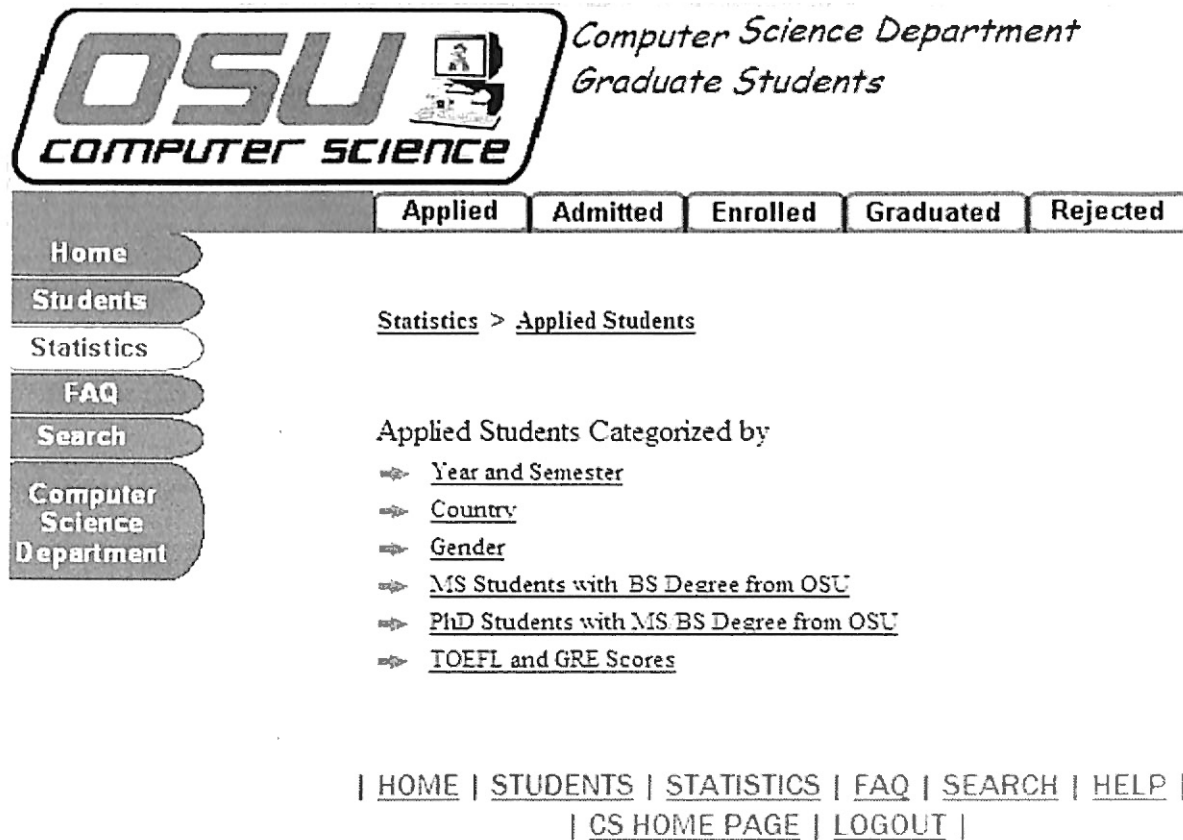 OSU
computer science
Computer Science Department
Graduate Students
Applied Admitted Enrolled Graduated Rejected
Home
Students
Statistics
FAQ
Search
Computer
Science
Department
Statistics > Applied Students
Applied Students Categorized by
Year and Semester
Country
Gender
MS Students with BS Degree from OSU
PhD Students with MS/BS Degree from OSU
TOEFL and GRE Scores
| HOME | STUDENTS | STATISTICS | FAQ | SEARCH | HELP |
| CS HOME PAGE | LOGOUT |